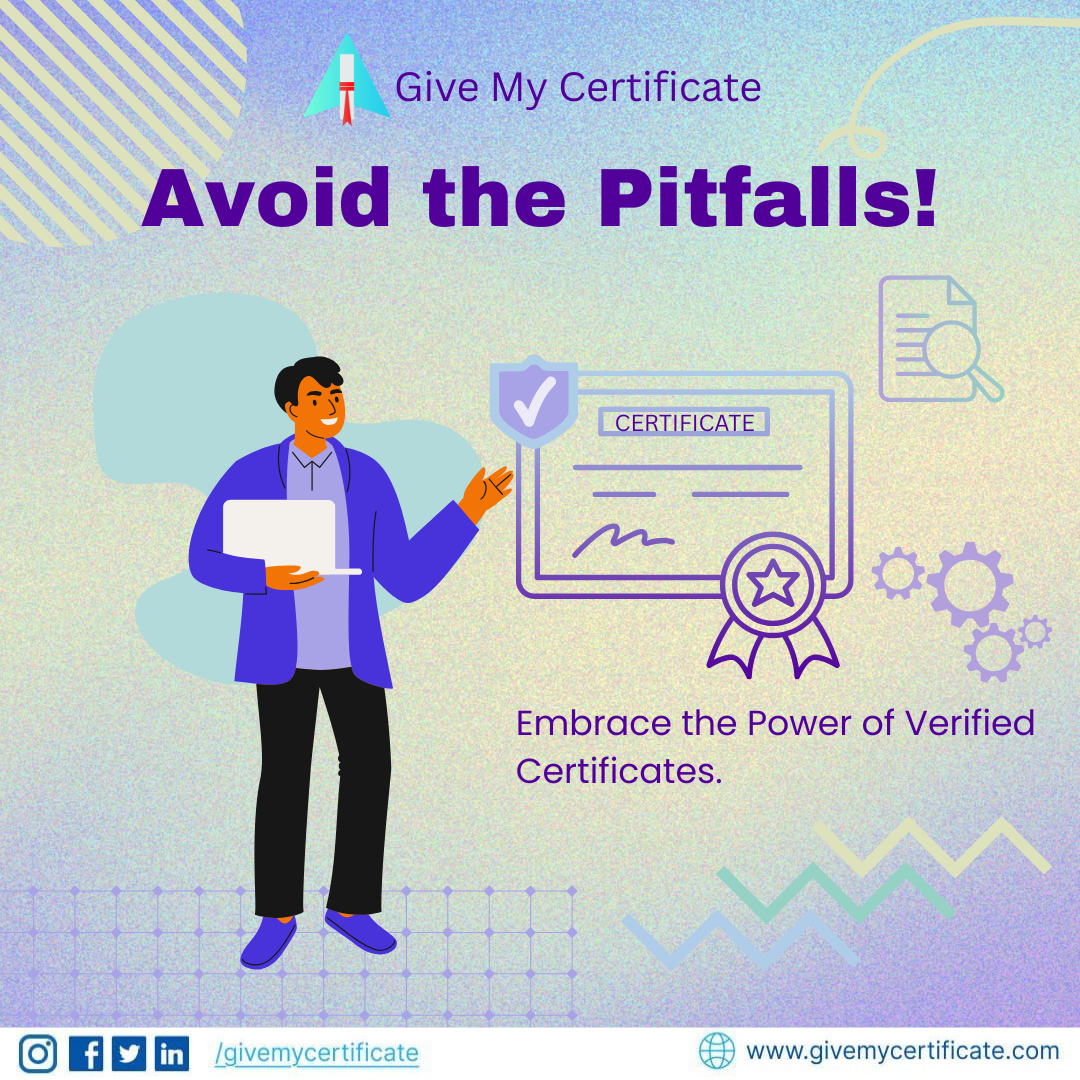 Give My Certificate
Avoid the Pitfalls!
CERTIFICATE
Embrace the Power of Verified
Certificates.
/givemycertificate
www.givemycertificate.com